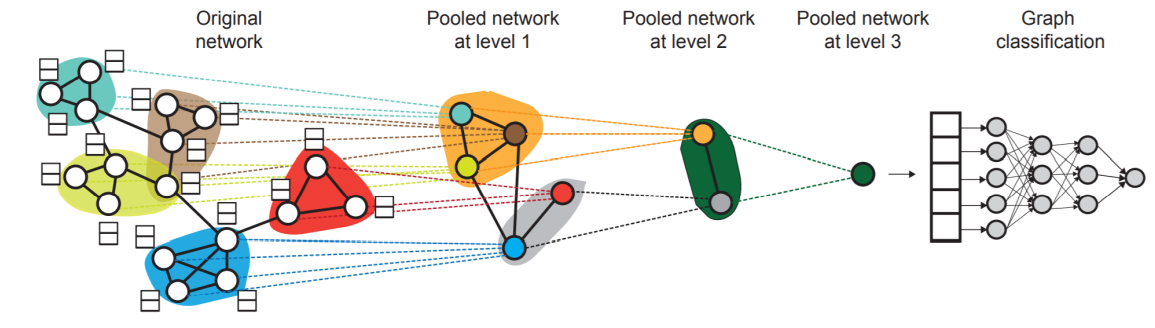 Original
network
Pooled network
at level 1
Pooled network
at level 2
Pooled network
at level 3
Graph
classification